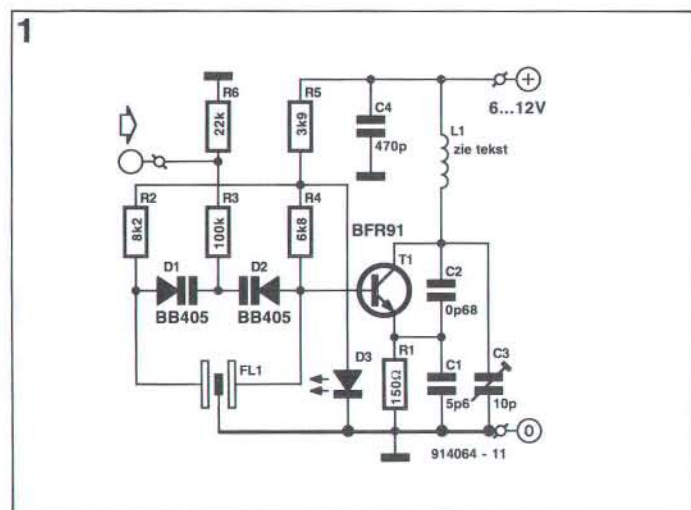 1
R6
22k
R5
3k9
C4
470p
6...12V
L1
zie tekst
R2
8k2
R3
100k
R4
6k8
BFR91
T1
D1
D2
BB405
BB405
C2
0p68
FL1
D3
R1
150Ω
C1
5p6
C3
10p
914064 - 11
+
0